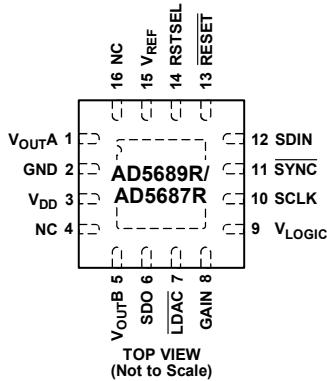 16 NC
15 VREF
14 RSTSEL
13 RESET
VOUTA 1
GND 2
VDD 3
NC 4
AD5689R/
AD5687R
12 SDIN
11 SYNC
10 SCLK
9 VLOGIC
VOUTB 5
SDO 6
LDAC 7
GAIN 8
TOP VIEW
(Not to Scale)